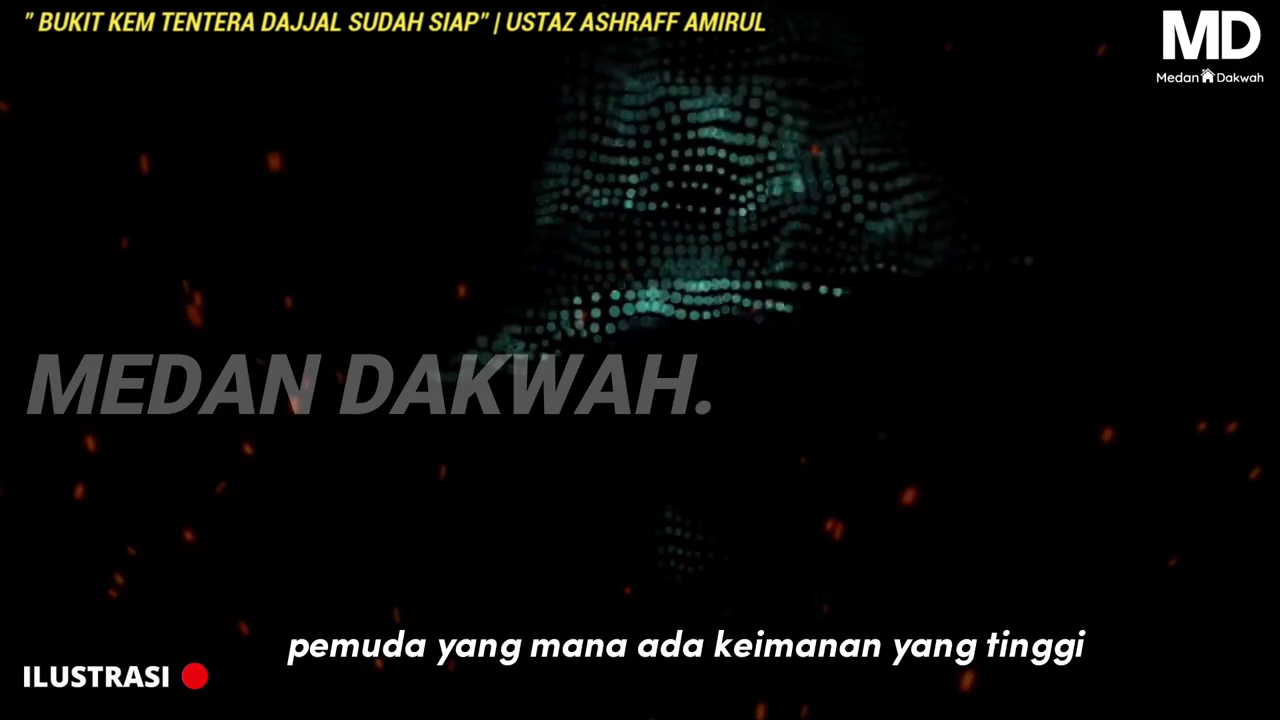 " BUKIT KEM TENTERA DAJJAL SUDAH SIAP" | USTAZ ASHRAFF AMIRUL
MD
Medan Dakwah
MEDAN DAKWAH.
pemuda yang mana ada keimanan yang tinggi
ILUSTRASI